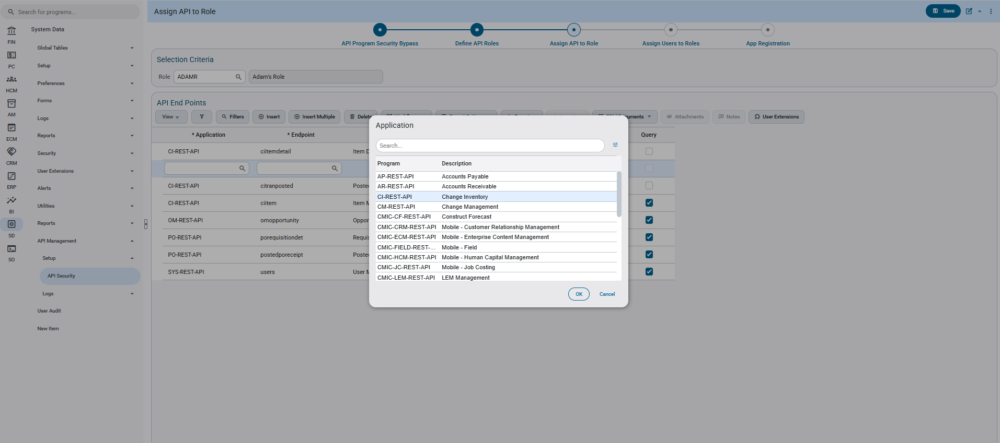 Search for programs...
FIN
PC
HCM
AM
ECM
CRM
ERP
BI
SD
SO
System Data
Global Tables
Setup
Preferences
Forms
Logs
Reports
Security
User Extensions
Alerts
Utilities
Reports
API Management
Setup
API Security
Logs
User Audit
New Item
Assign API to Role
Save
API Program Security Bypass
Define API Roles
Assign API to Role
Assign Users to Roles
App Registration
Selection Criteria
Role ADAMR Adam's Role
API End Points
View Filters Insert Insert Multiple Delete Attachments Notes User Extensions
* Application * Endpoint Query
CI-REST-API ciitemdetail Item D
CI-REST-API citranposted Poste
CI-REST-API ciitem Item M
OM-REST-API omopportunity Oppor
PO-REST-API porequisitiondet Requis
PO-REST-API postedporeceipt Poste
SYS-REST-API users User M
Application
Search...
Program Description
AP-REST-API Accounts Payable
AR-REST-API Accounts Receivable
CI-REST-API Change Inventory
CM-REST-API Change Management
CMIC-CF-REST-API Construct Forecast
CMIC-CRM-REST-API Mobile - Customer Relationship Management
CMIC-ECM-REST-API Mobile - Enterprise Content Management
CMIC-FIELD-REST-... Mobile - Field
CMIC-HCM-REST-API Mobile - Human Capital Management
CMIC-JC-REST-API Mobile - Job Costing
CMIC-LEM-REST-API LEM Management
OK Cancel